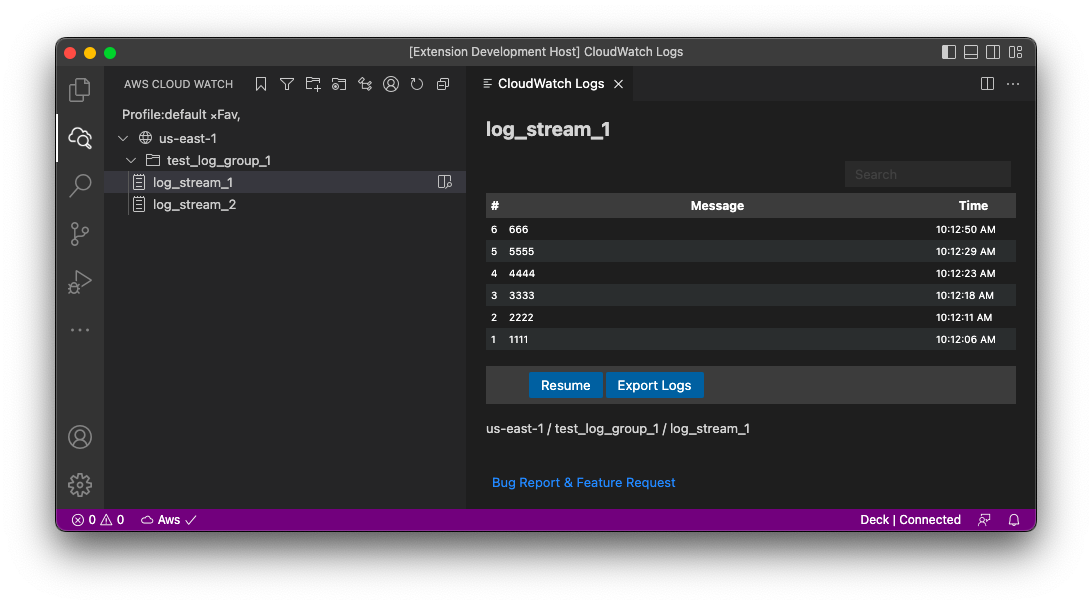 [Extension Development Host] CloudWatch Logs
AWS CLOUD WATCH
Profile:default ×Fav,
us-east-1
test_log_group_1
log_stream_1
log_stream_2
CloudWatch Logs
log_stream_1
Search
# Message Time
6 666 10:12:50 AM
5 5555 10:12:29 AM
4 4444 10:12:23 AM
3 3333 10:12:18 AM
2 2222 10:12:11 AM
1 1111 10:12:06 AM
Resume Export Logs
us-east-1 / test_log_group_1 / log_stream_1
Bug Report & Feature Request
0 0 Aws Deck | Connected